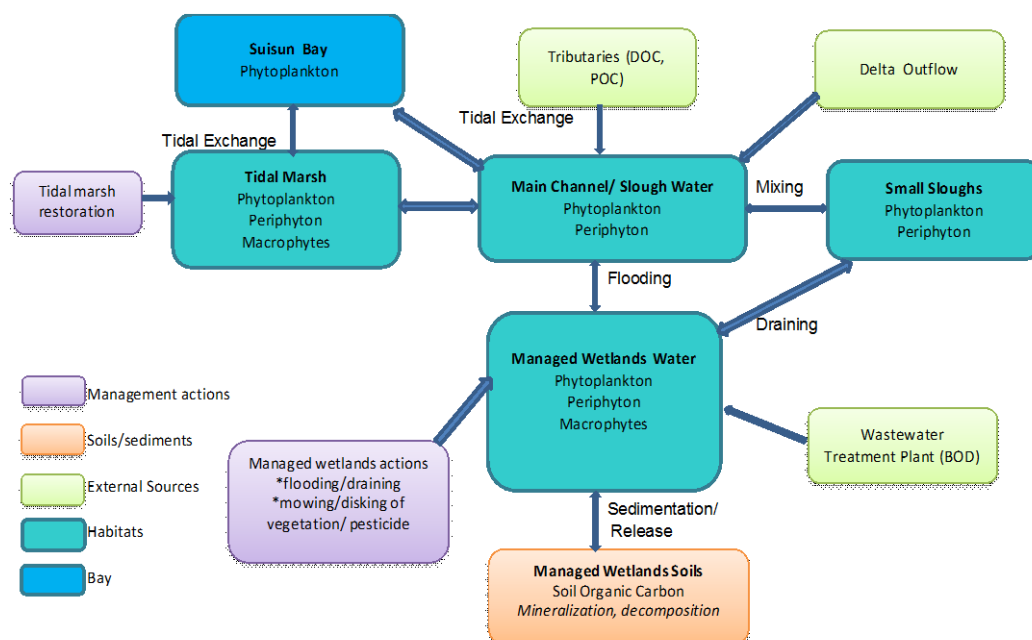 Suisun Bay
Phytoplankton
Tributaries (DOC,
POC)
Delta Outflow
Tidal Exchange
Tidal Exchange
Tidal marsh
restoration
Tidal Marsh
Phytoplankton
Periphyton
Macrophytes
Main Channel/ Slough Water
Phytoplankton
Periphyton
Mixing
Small Sloughs
Phytoplankton
Periphyton
Flooding
Draining
Managed Wetlands Water
Phytoplankton
Periphyton
Macrophytes
Management actions
Soils/sediments
External Sources
Habitats
Bay
Managed wetlands actions
*flooding/draining
*mowing/disking of
vegetation/ pesticide
Wastewater
Treatment Plant (BOD)
Sedimentation/
Release
Managed Wetlands Soils
Soil Organic Carbon
Mineralization, decomposition